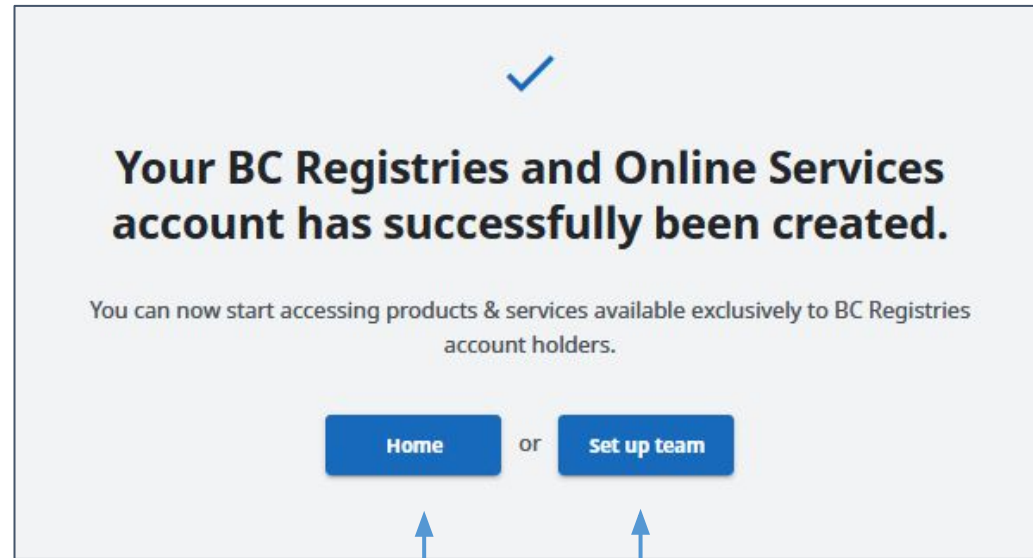 Your BC Registries and Online Services
account has successfully been created.
You can now start accessing products & services available exclusively to BC Registries
account holders.
Home or Set up team